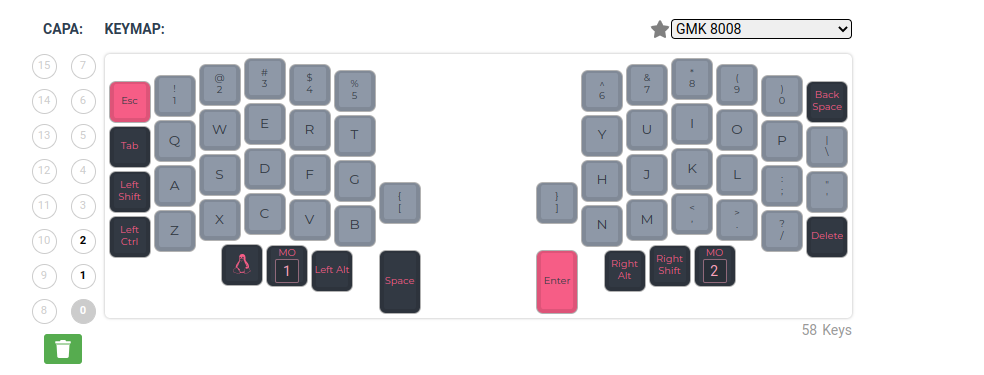 CAPA: KEYMAP: GMK 8008
15 7
14 6
13 5
12 4
11 3
10 2
9 1
8 0
Esc ! 1 @ 2 # 3 $ 4 % 5 ^ 6 & 7 * 8 ( 9 ) 0 Back Space
Tab Q W E R T Y U I O P | \
Left Shift A S D F G { [ } ] H J K L : ; " '
Left Ctrl Z X C V B N M < , > . ? / Delete
MO 1 Left Alt Space Enter Right Alt Right Shift MO 2
58 Keys